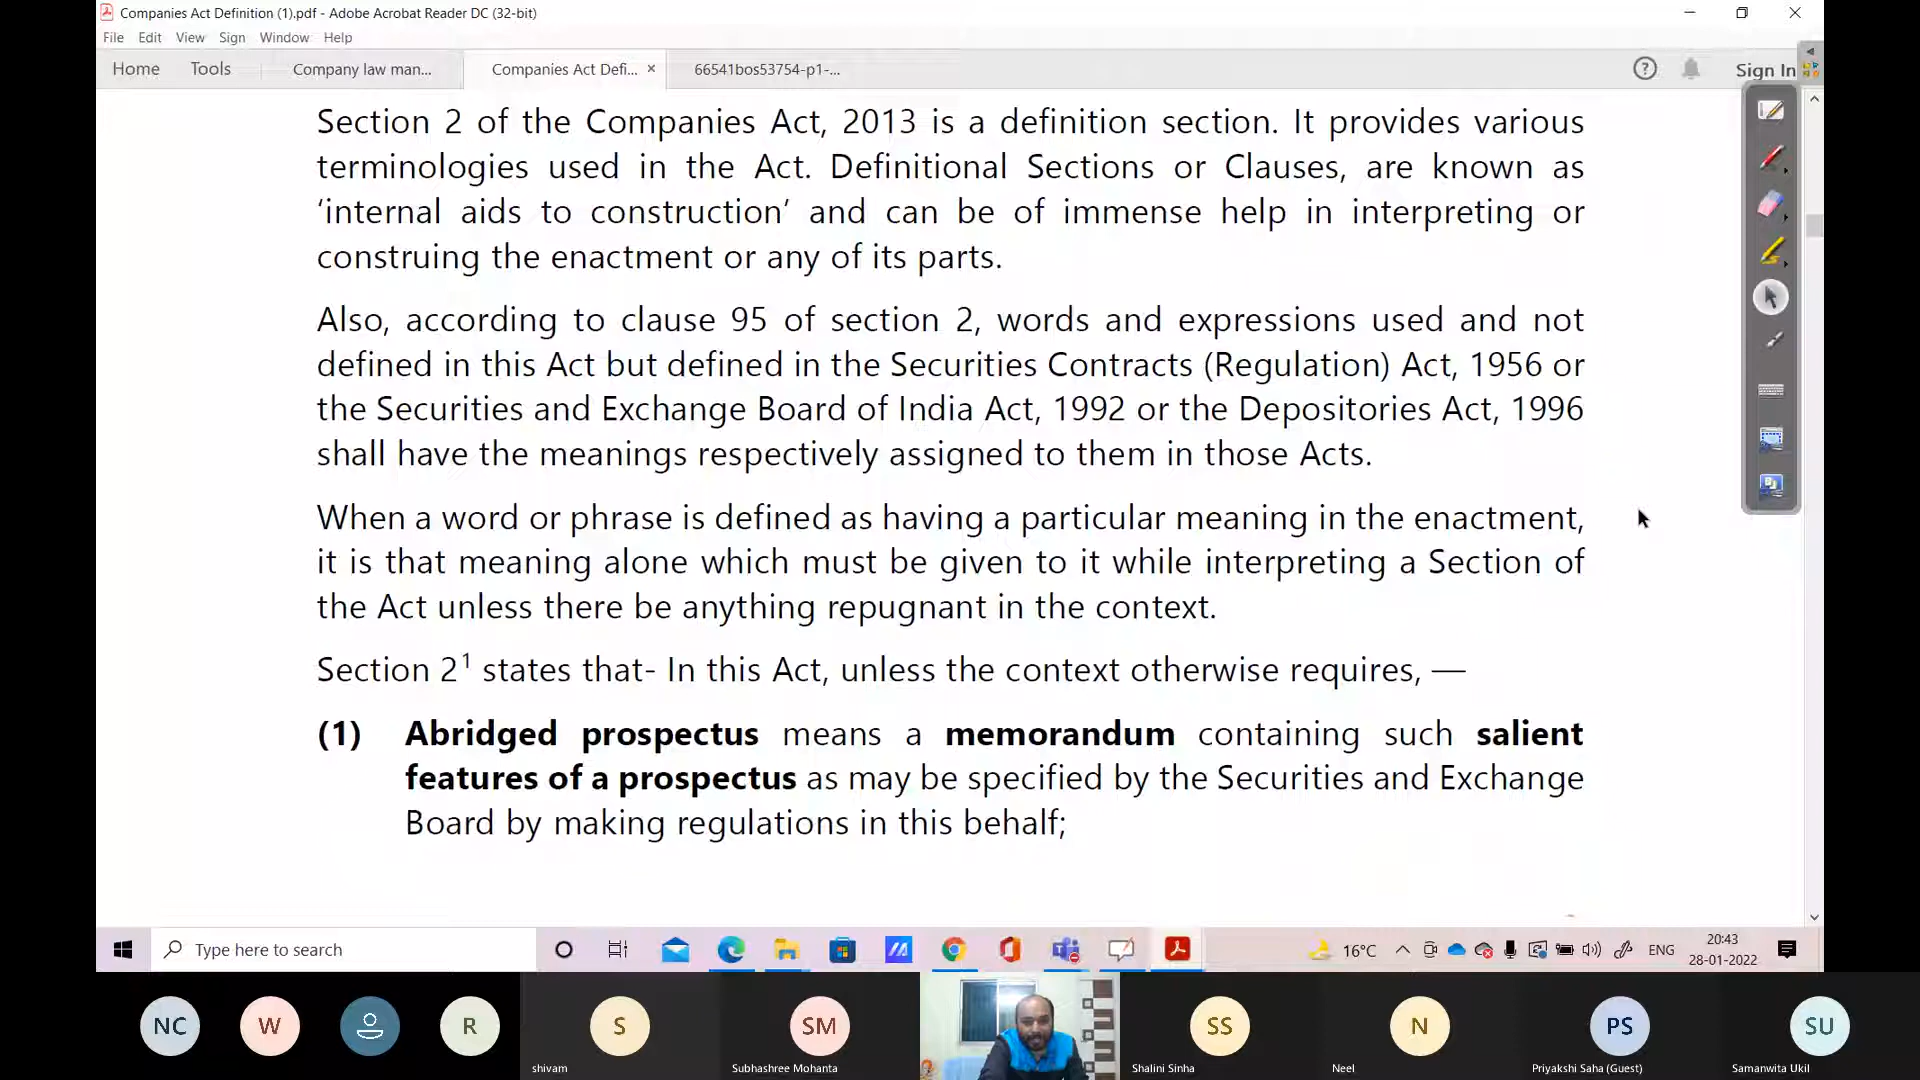 Companies Act Definition (1).pdf - Adobe Acrobat Reader DC (32-bit)
File Edit View Sign Window Help
Home Tools Company law man... Companies Act Defi... × 66541bos53754-p1-... Sign In
Section 2 of the Companies Act, 2013 is a definition section. It provides various
terminologies used in the Act. Definitional Sections or Clauses, are known as
‘internal aids to construction’ and can be of immense help in interpreting or
construing the enactment or any of its parts.
Also, according to clause 95 of section 2, words and expressions used and not
defined in this Act but defined in the Securities Contracts (Regulation) Act, 1956 or
the Securities and Exchange Board of India Act, 1992 or the Depositories Act, 1996
shall have the meanings respectively assigned to them in those Acts.
When a word or phrase is defined as having a particular meaning in the enactment,
it is that meaning alone which must be given to it while interpreting a Section of
the Act unless there be anything repugnant in the context.
Section 2¹ states that- In this Act, unless the context otherwise requires, —
(1) Abridged prospectus means a memorandum containing such salient
features of a prospectus as may be specified by the Securities and Exchange
Board by making regulations in this behalf;
Type here to search 16°C ENG 20:43
28-01-2022
NC W R S SM SS N PS SU
shivam Subhashree Mohanta Shalini Sinha Neel Priyakshi Saha (Guest) Samanwita Ukil